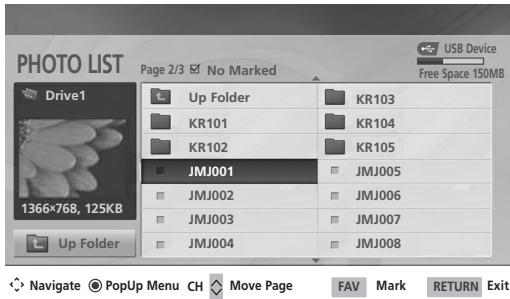 USB Device
PHOTO LIST
Page 2/3 ☑ No Marked
Free Space 150MB
Drive1
1366×768, 125KB
Up Folder
Up Folder
KR101
KR102
JMJ001
JMJ002
JMJ003
JMJ004
KR103
KR104
KR105
JMJ005
JMJ006
JMJ007
JMJ008
Navigate ◉ PopUp Menu CH Move Page FAV Mark RETURN Exit